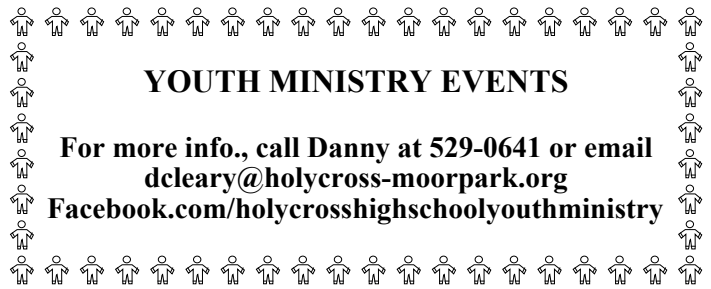 YOUTH MINISTRY EVENTS
For more info., call Danny at 529-0641 or email
dcleary@holycross-moorpark.org
Facebook.com/holycrosshighschoolyouthministry